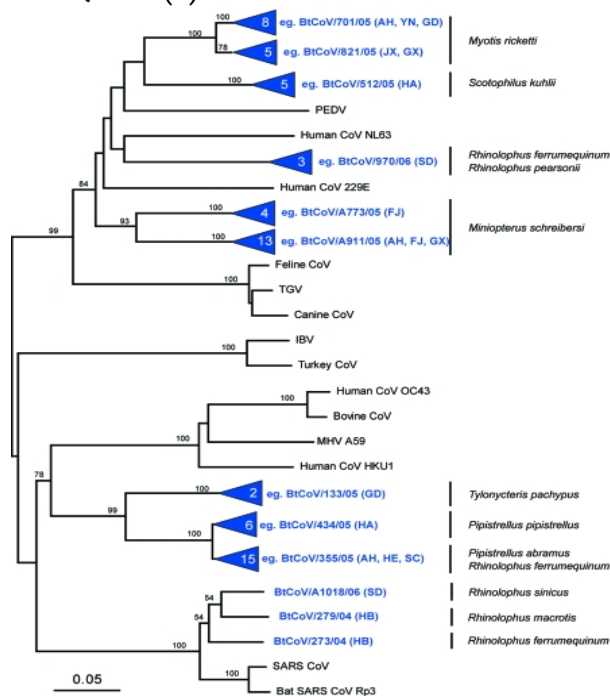 8 eg. BtCoV/701/05 (AH, YN, GD)
100
100
78
5 eg. BtCoV/821/05 (JX, GX)
Myotis ricketti
100
5 eg. BtCoV/512/05 (HA)
Scotophilus kuhlii
PEDV
Human CoV NL63
3 eg. BtCoV/970/06 (SD)
Rhinolophus ferrumequinum
Rhinolophus pearsonii
84
Human CoV 229E
100
4 eg. BtCoV/A773/05 (FJ)
93
Miniopterus schreibersi
100
13 eg. BtCoV/A911/05 (AH, FJ, GX)
99
Feline CoV
100
TGV
Canine CoV
IBV
100
Turkey CoV
Human CoV OC43
100
Bovine CoV
MHV A59
100
Human CoV HKU1
78
100
2 eg. BtCoV/133/05 (GD)
Tylonycteris pachypus
99
6 eg. BtCoV/434/05 (HA)
Pipistrellus pipistrellus
100
15 eg. BtCoV/355/05 (AH, HE, SC)
Pipistrellus abramus
Rhinolophus ferrumequinum
BtCoV/A1018/06 (SD)
Rhinolophus sinicus
54
BtCoV/279/04 (HB)
Rhinolophus macrotis
54
BtCoV/273/04 (HB)
Rhinolophus ferrumequinum
100
SARS CoV
100
Bat SARS CoV Rp3
0.05